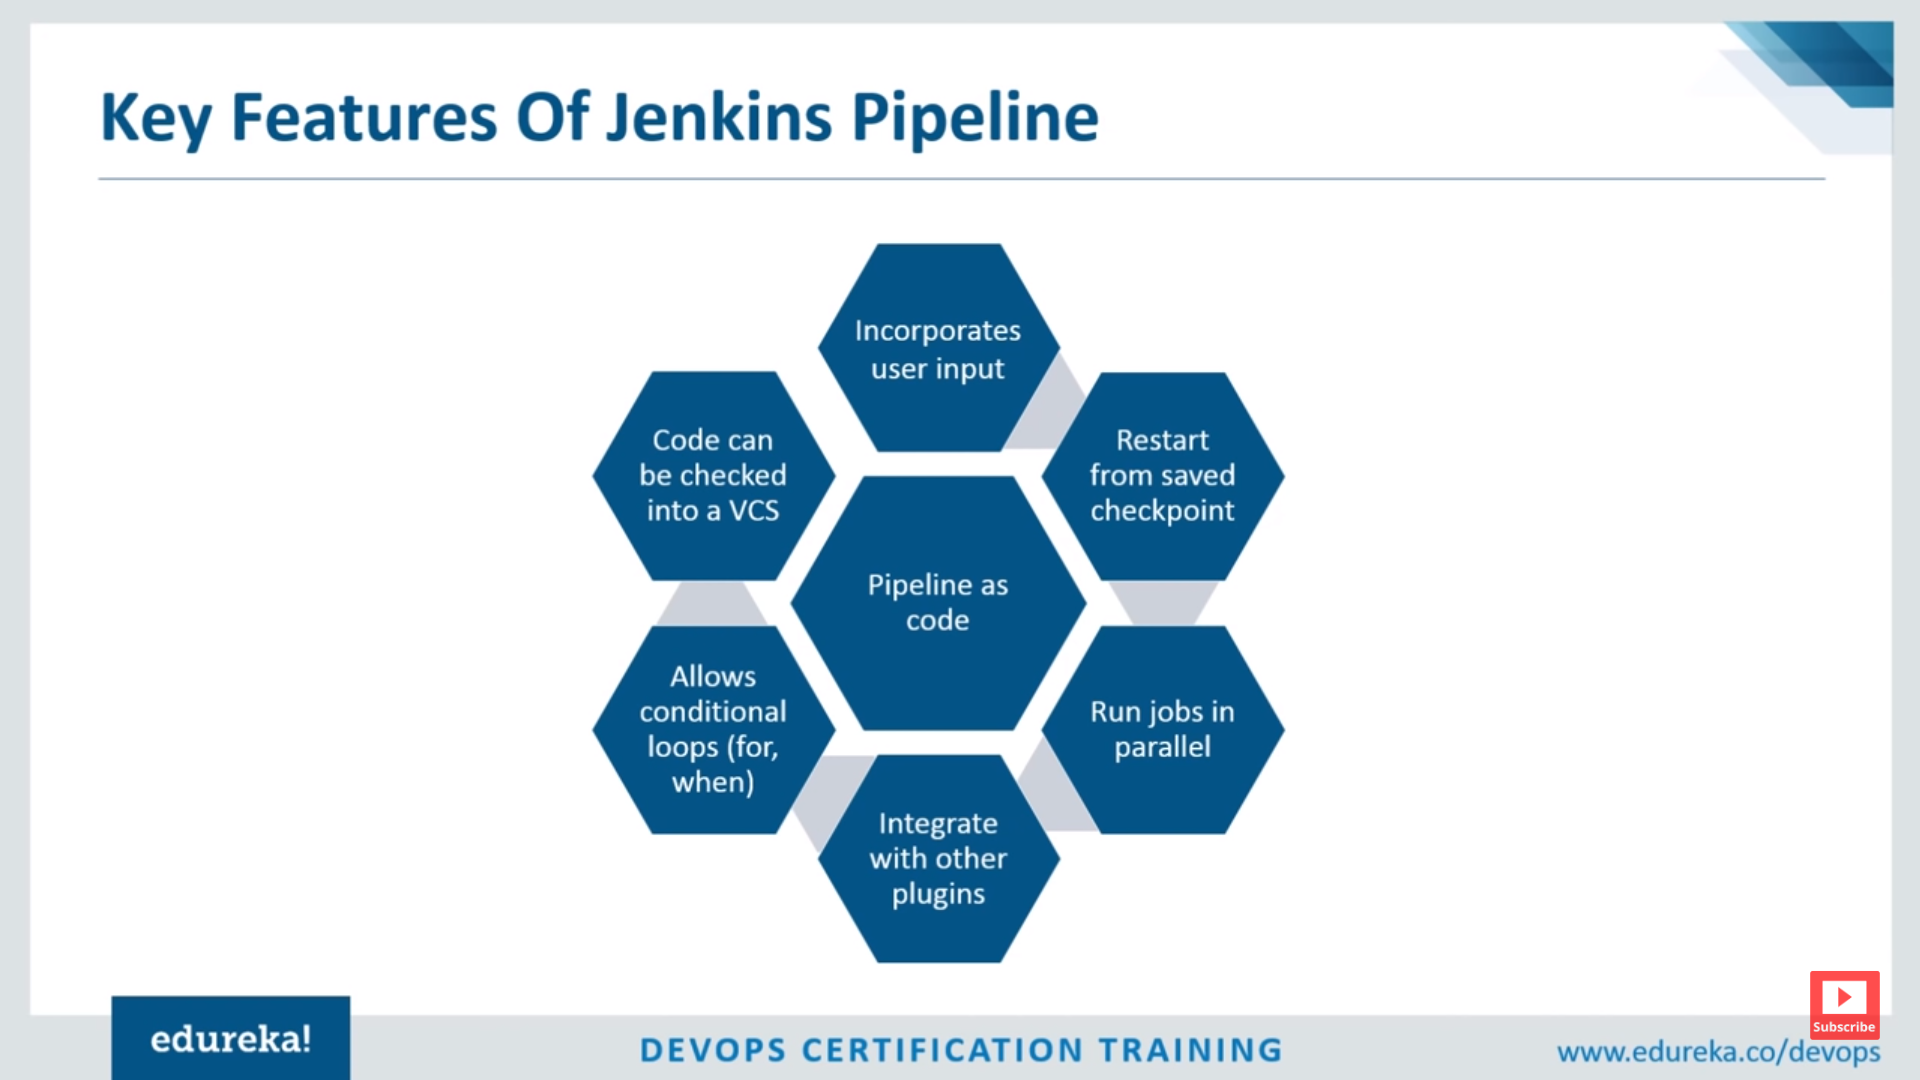 Key Features Of Jenkins Pipeline
Incorporates
user input
Restart
from saved
checkpoint
Run jobs in
parallel
Integrate
with other
plugins
Allows
conditional
loops (for,
when)
Code can
be checked
into a VCS
Pipeline as
code
edureka!
DEVOPS CERTIFICATION TRAINING
Subscribe
www.edureka.co/devops